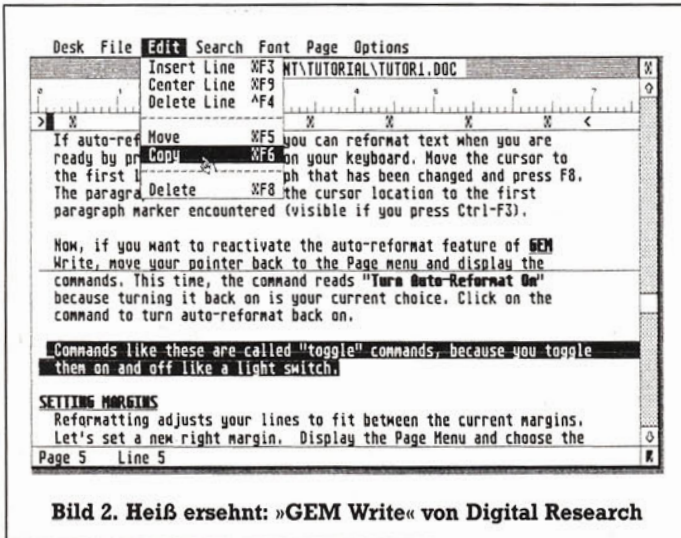 Desk File Edit Search Font Page Options
NT\TUTORIAL\TUTOR1.DOC
Insert Line ⌘F3
Center Line ⌘F9
Delete Line ^F4
Move ⌘F5
Copy ⌘F6
Delete ⌘F8
0 1 4 5 6 7
If auto-ref you can reformat text when you are
ready by pr on your keyboard. Move the cursor to
the first l ph that has been changed and press F8.
The paragra the cursor location to the first
paragraph marker encountered (visible if you press Ctrl-F3).
Now, if you want to reactivate the auto-reformat feature of GEM
Write, move your pointer back to the Page menu and display the
commands. This time, the command reads "Turn Auto-Reformat On"
because turning it back on is your current choice. Click on the
command to turn auto-reformat back on.
Commands like these are called "toggle" commands, because you toggle
them on and off like a light switch.
SETTING MARGINS
Reformatting adjusts your lines to fit between the current margins.
Let's set a new right margin. Display the Page Menu and choose the
Page 5 Line 5
Bild 2. Heiß ersehnt: »GEM Write« von Digital Research